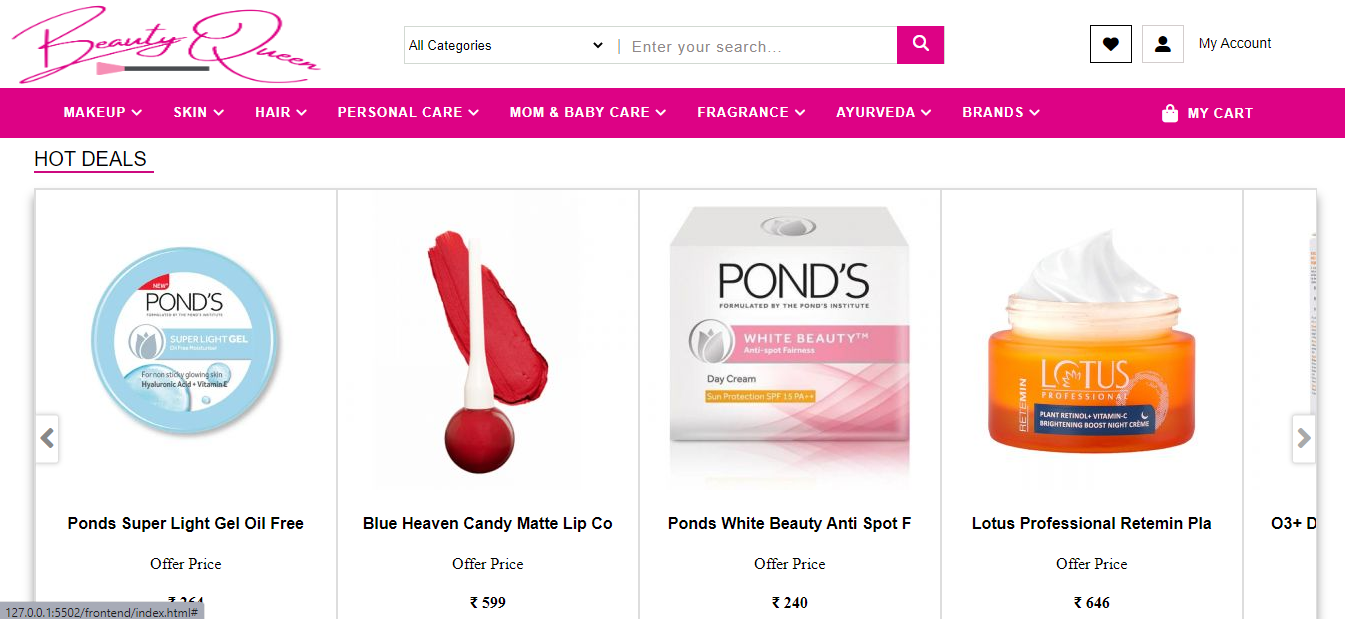 Beauty Queen
All Categories
| Enter your search...
My Account
MAKEUP SKIN HAIR PERSONAL CARE MOM & BABY CARE FRAGRANCE AYURVEDA BRANDS MY CART
HOT DEALS
NEW
POND'S
FORMULATED BY THE POND'S INSTITUTE
SUPER LIGHT GEL
Oil Free Moisturiser
For non sticky glowing skin
Hyaluronic Acid + Vitamin E
POND'S
FORMULATED BY THE POND'S INSTITUTE
WHITE BEAUTY™
Anti-spot Fairness
Day Cream
Sun Protection SPF 15 PA++
LOTUS
PROFESSIONAL
RETEMIN
PLANT RETINOL+ VITAMIN-C
BRIGHTENING BOOST NIGHT CRÈME
Ponds Super Light Gel Oil Free
Blue Heaven Candy Matte Lip Co
Ponds White Beauty Anti Spot F
Lotus Professional Retemin Pla
O3+ D
Offer Price
Offer Price
Offer Price
Offer Price
₹ 264
₹ 599
₹ 240
₹ 646
127.0.0.1:5502/frontend/index.html#